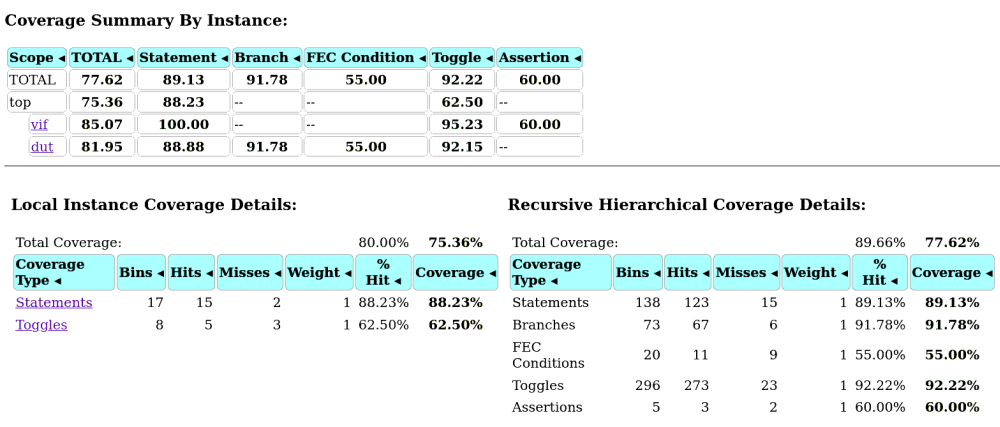 Coverage Summary By Instance:
Scope ◂ TOTAL ◂ Statement ◂ Branch ◂ FEC Condition ◂ Toggle ◂ Assertion ◂
TOTAL 77.62 89.13 91.78 55.00 92.22 60.00
top 75.36 88.23 -- -- 62.50 --
vif 85.07 100.00 -- -- 95.23 60.00
dut 81.95 88.88 91.78 55.00 92.15 --
Local Instance Coverage Details:
Total Coverage: 80.00% 75.36%
Coverage Type ◂ Bins ◂ Hits ◂ Misses ◂ Weight ◂ % Hit ◂ Coverage ◂
Statements 17 15 2 1 88.23% 88.23%
Toggles 8 5 3 1 62.50% 62.50%
Recursive Hierarchical Coverage Details:
Total Coverage: 89.66% 77.62%
Coverage Type ◂ Bins ◂ Hits ◂ Misses ◂ Weight ◂ % Hit ◂ Coverage ◂
Statements 138 123 15 1 89.13% 89.13%
Branches 73 67 6 1 91.78% 91.78%
FEC Conditions 20 11 9 1 55.00% 55.00%
Toggles 296 273 23 1 92.22% 92.22%
Assertions 5 3 2 1 60.00% 60.00%